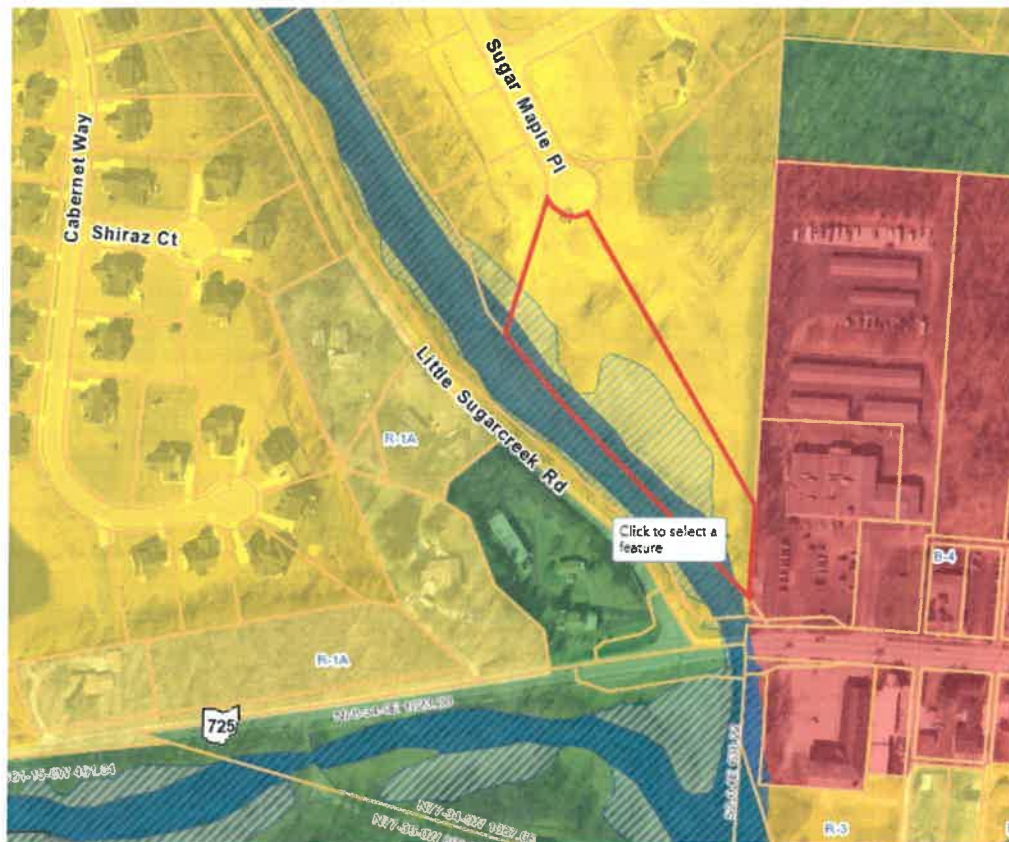 Sugar Maple Pl
Cabernet Way
Shiraz Ct
Little Sugarcreek Rd
R-1A
Click to select a
feature
B-4
R-1A
725
R-3